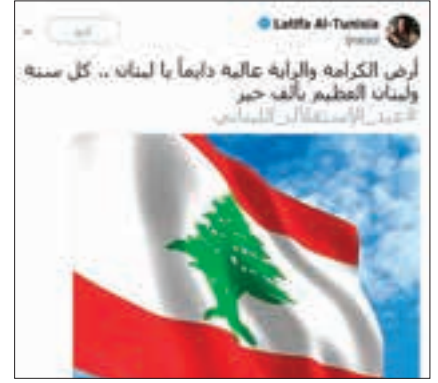 Latifa Al-Tunisia
أرض الكرامة والراية عالية دايماً يا لبنان .. كل سنة
ولبنان العظيم بألف خير
#عيد_الإستقلال_اللبناني